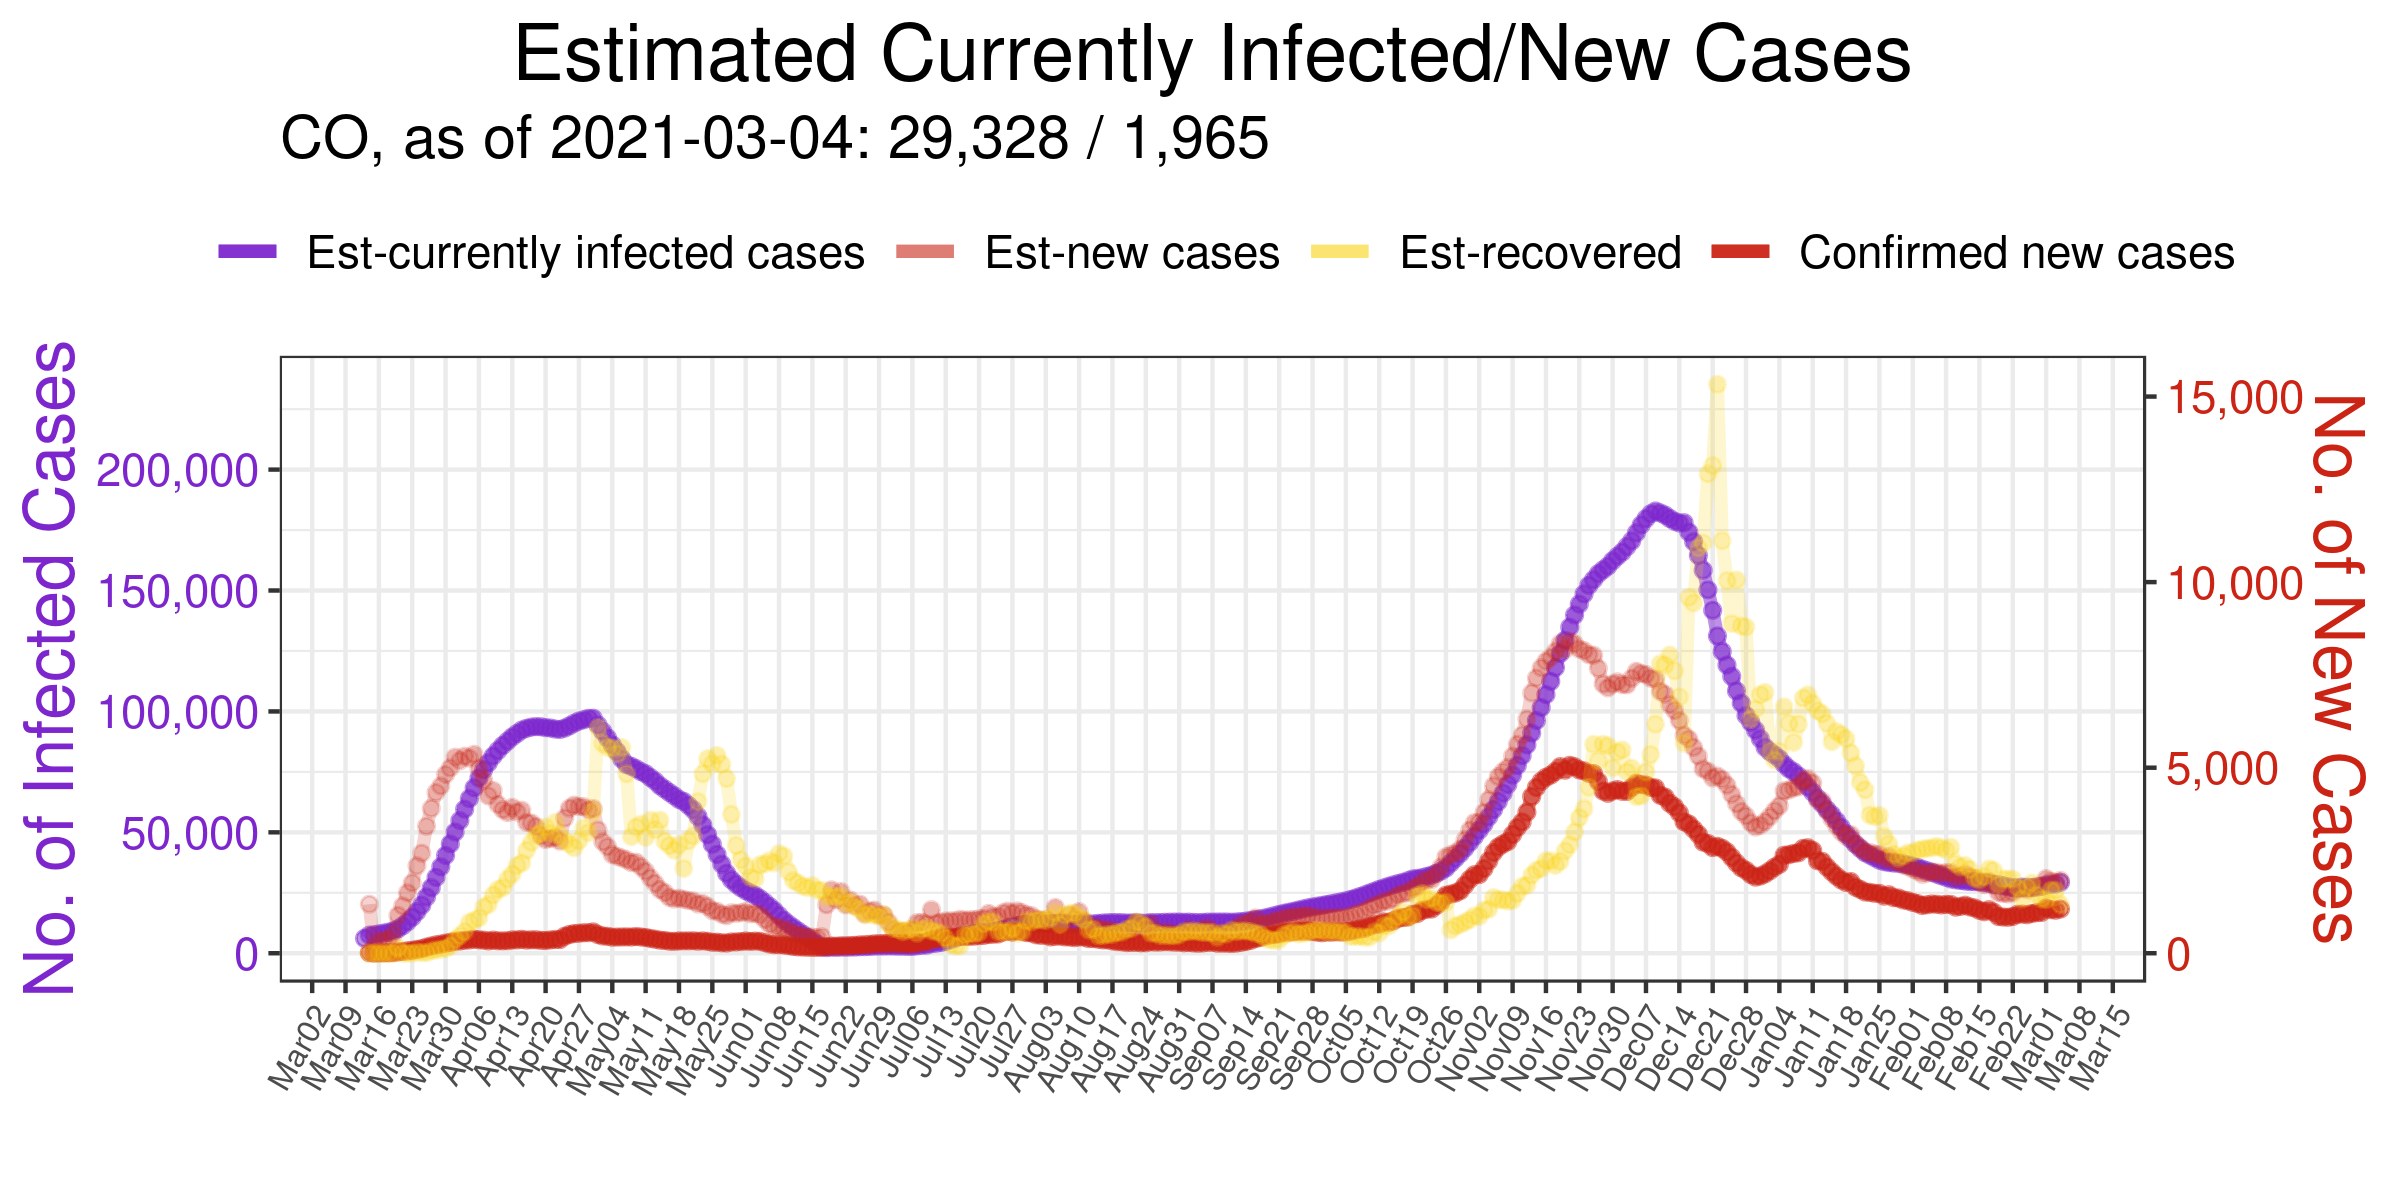 Estimated Currently Infected/New Cases
CO, as of 2021-03-04: 29,328 / 1,965
Est-currently infected cases
Est-new cases
Est-recovered
Confirmed new cases
No. of Infected Cases
200,000
150,000
100,000
50,000
0
15,000
10,000
5,000
0
No. of New Cases
Mar02
Mar09
Mar16
Mar23
Mar30
Apr06
Apr13
Apr20
Apr27
May04
May11
May18
May25
Jun01
Jun08
Jun15
Jun22
Jun29
Jul06
Jul13
Jul20
Jul27
Aug03
Aug10
Aug17
Aug24
Aug31
Sep07
Sep14
Sep21
Sep28
Oct05
Oct12
Oct19
Oct26
Nov02
Nov09
Nov16
Nov23
Nov30
Dec07
Dec14
Dec21
Dec28
Jan04
Jan11
Jan18
Jan25
Feb01
Feb08
Feb15
Feb22
Mar01
Mar08
Mar15